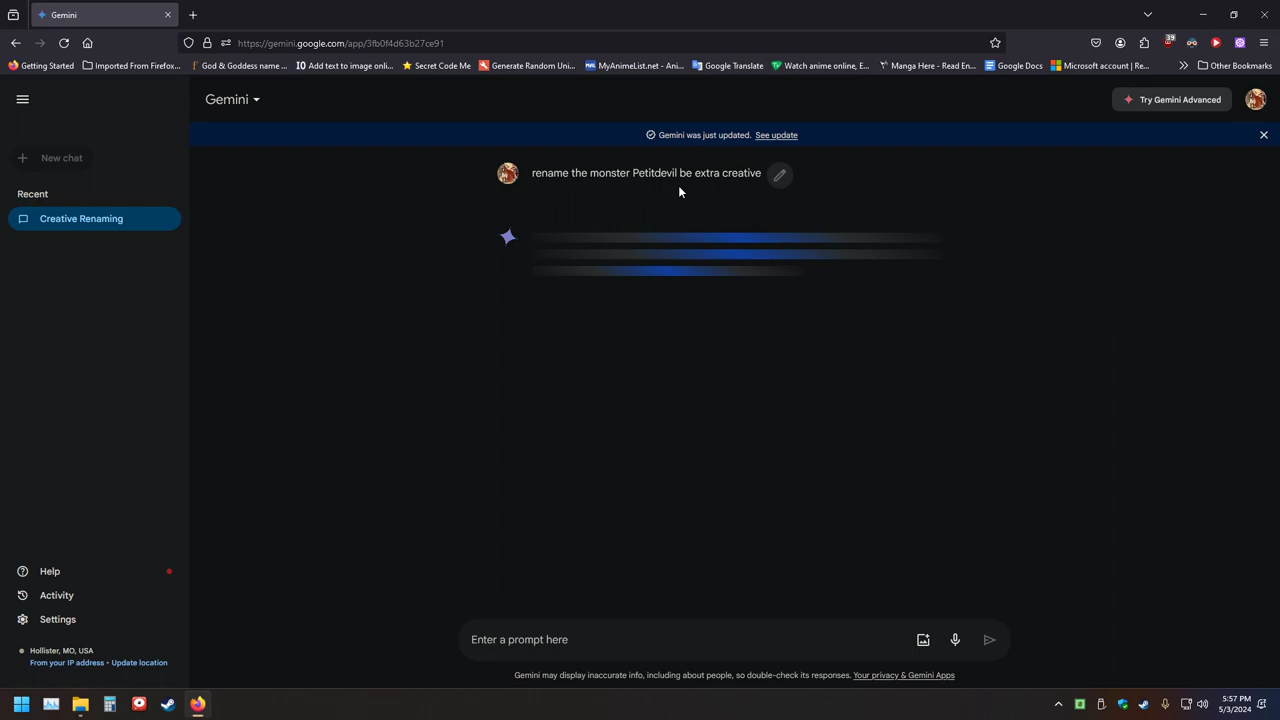 Gemini
https://gemini.google.com/app/3fb0f4d63b27ce91
29
Getting Started
Imported From Firefox...
God & Goddess name ...
Add text to image onli...
Secret Code Me
Generate Random Uni...
MyAnimeList.net - Ani...
Google Translate
Watch anime online, E...
Manga Here - Read En...
Google Docs
Microsoft account | Re...
Other Bookmarks
Gemini
Try Gemini Advanced
Gemini was just updated. See update
New chat
Recent
Creative Renaming
rename the monster Petitdevil be extra creative
Help
Activity
Settings
Hollister, MO, USA
From your IP address • Update location
Enter a prompt here
Gemini may display inaccurate info, including about people, so double-check its responses. Your privacy & Gemini Apps
5:57 PM
5/3/2024